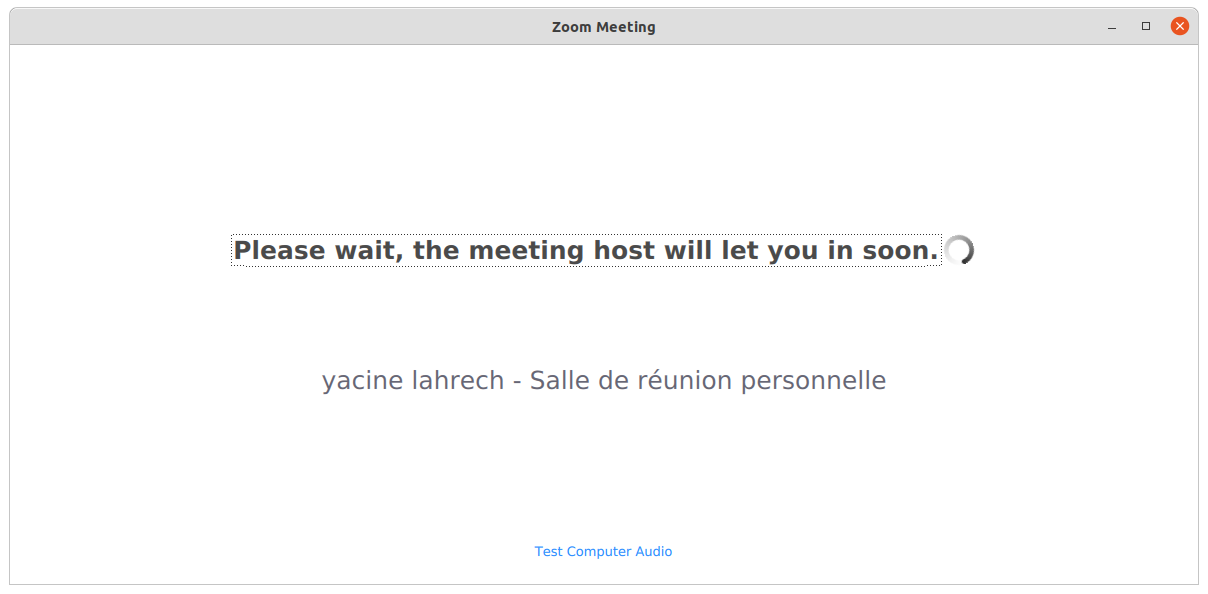 Zoom Meeting
Please wait, the meeting host will let you in soon.
yacine lahrech - Salle de réunion personnelle
Test Computer Audio